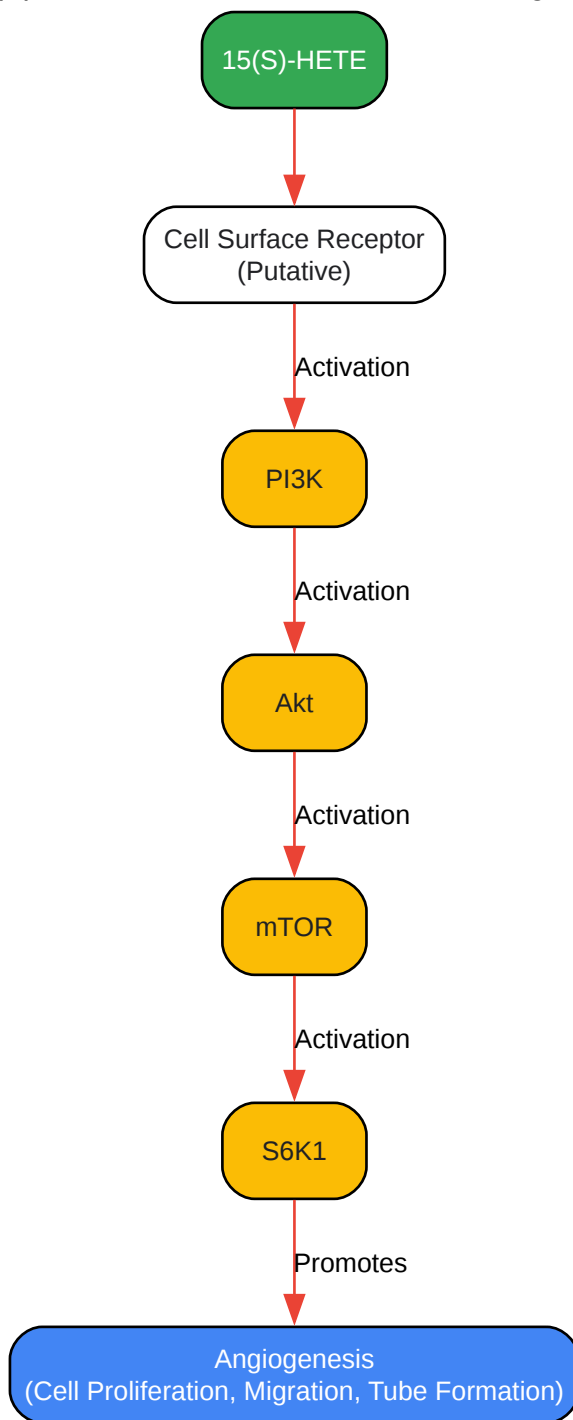 15(S)-HETE
Cell Surface Receptor
(Putative)
Activation
PI3K
Activation
Akt
Activation
mTOR
Activation
S6K1
Promotes
Angiogenesis
(Cell Proliferation, Migration, Tube Formation)